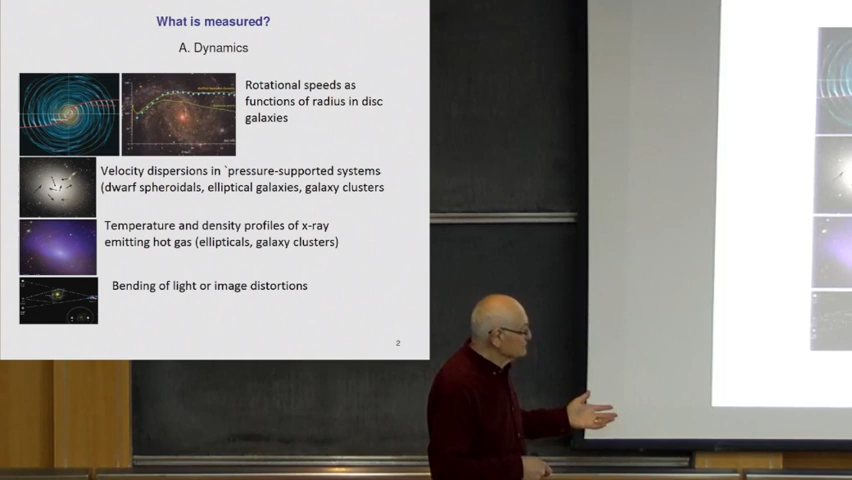 What is measured?
A. Dynamics
Rotational speeds as
functions of radius in disc
galaxies
Velocity dispersions in `pressure-supported systems
(dwarf spheroidals, elliptical galaxies, galaxy clusters
Temperature and density profiles of x-ray
emitting hot gas (ellipticals, galaxy clusters)
Bending of light or image distortions
2